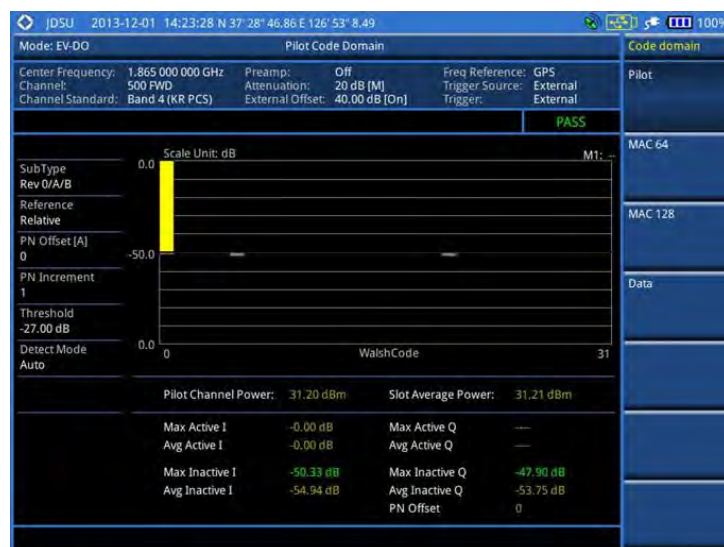 JDSU 2013-12-01 14:23:28 N 37' 28" 46.86 E 126' 53" 8.49 100%
Mode: EV-DO Pilot Code Domain Code domain
Center Frequency: 1.865 000 000 GHz Preamp: Off Freq Reference: GPS
Channel: 500 FWD Attenuation: 20 dB [M] Trigger Source: External
Channel Standard: Band 4 (KR PCS) External Offset: 40.00 dB [On] Trigger: External
Pilot
PASS
MAC 64
Scale Unit: dB M1: --
0.0
SubType
Rev 0/A/B
Reference
Relative
MAC 128
PN Offset [A]
0
-50.0
PN Increment
1
Data
Threshold
-27.00 dB
Detect Mode
Auto
0.0
0 WalshCode 31
Pilot Channel Power: 31.20 dBm Slot Average Power: 31.21 dBm
Max Active I -0.00 dB Max Active Q ---
Avg Active I -0.00 dB Avg Active Q ---
Max Inactive I -50.33 dB Max Inactive Q -47.90 dB
Avg Inactive I -54.94 dB Avg Inactive Q -53.75 dB
PN Offset 0